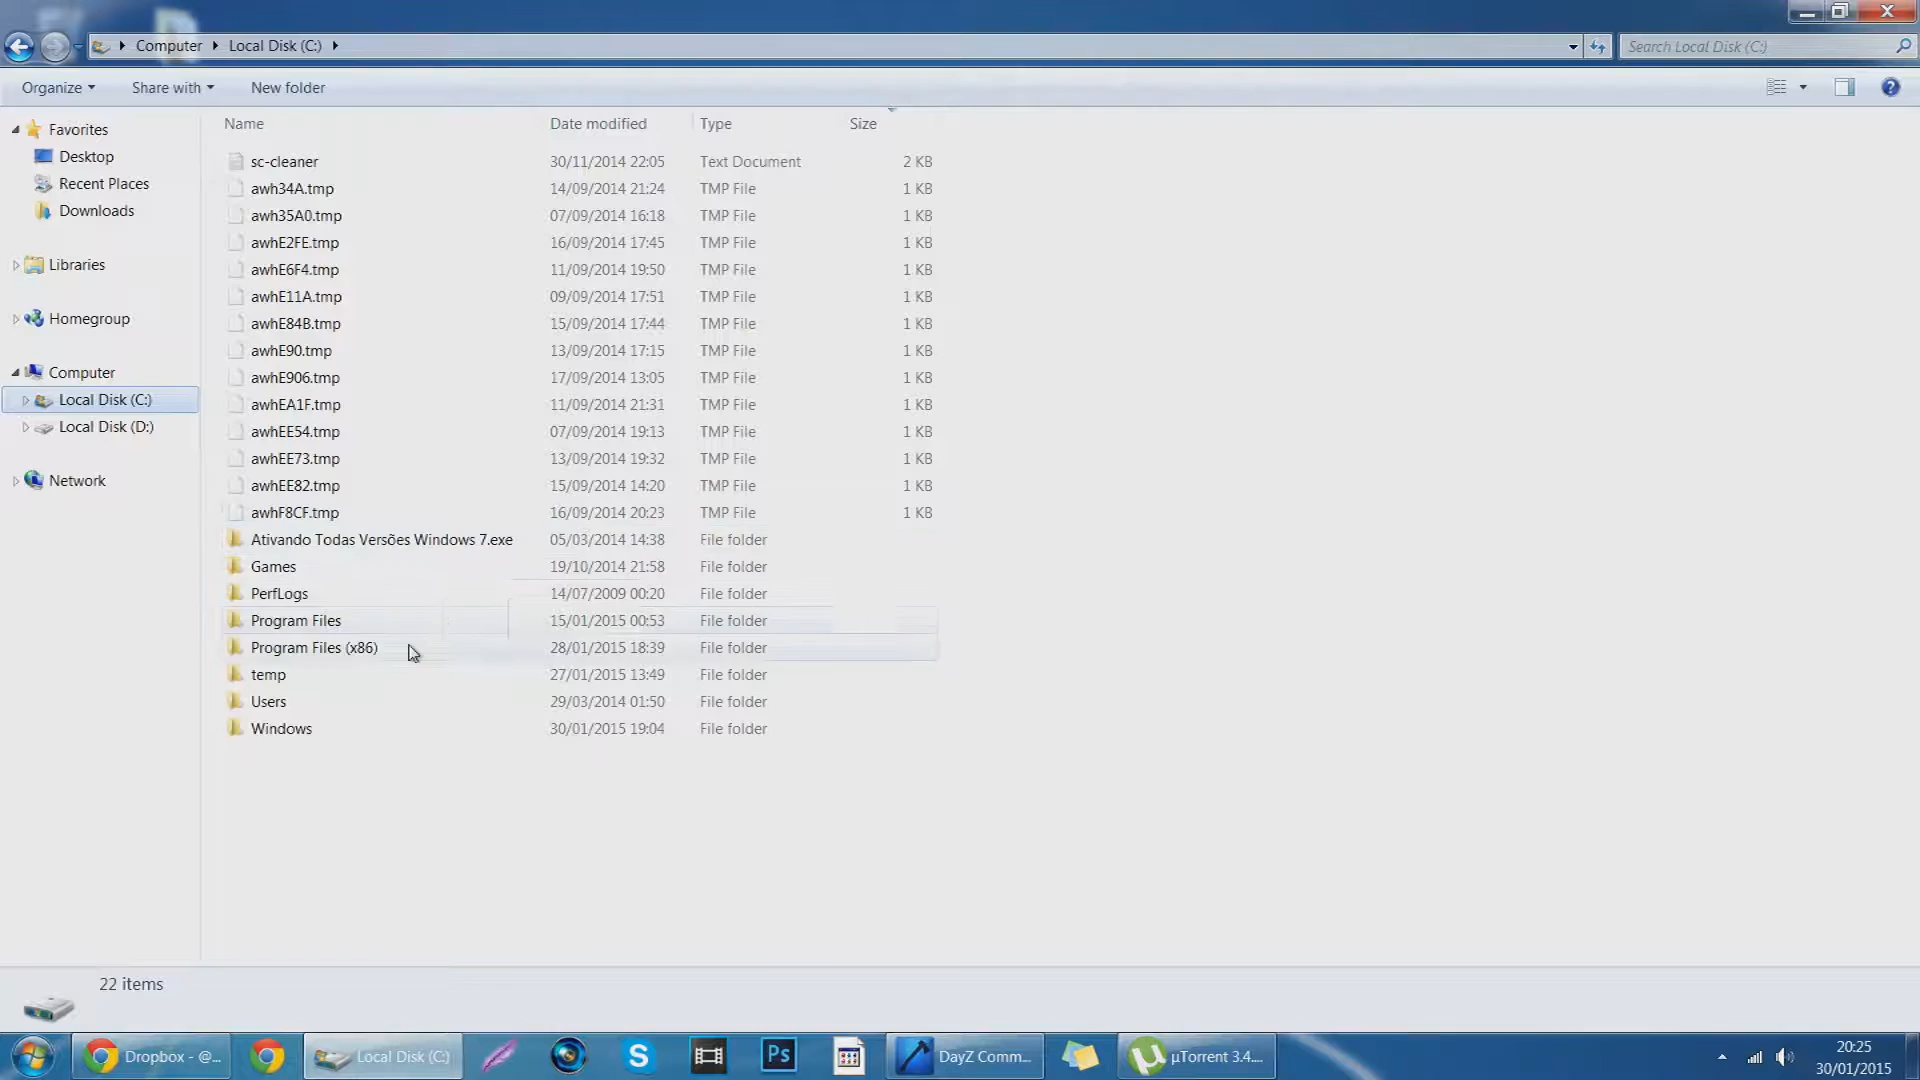 Computer Local Disk (C:)
Search Local Disk (C:)
Organize Share with New folder
Name Date modified Type Size
Favorites
Desktop
Recent Places
Downloads
Libraries
Homegroup
Computer
Local Disk (C:)
Local Disk (D:)
Network
sc-cleaner 30/11/2014 22:05 Text Document 2 KB
awh34A.tmp 14/09/2014 21:24 TMP File 1 KB
awh35A0.tmp 07/09/2014 16:18 TMP File 1 KB
awhE2FE.tmp 16/09/2014 17:45 TMP File 1 KB
awhE6F4.tmp 11/09/2014 19:50 TMP File 1 KB
awhE11A.tmp 09/09/2014 17:51 TMP File 1 KB
awhE84B.tmp 15/09/2014 17:44 TMP File 1 KB
awhE90.tmp 13/09/2014 17:15 TMP File 1 KB
awhE906.tmp 17/09/2014 13:05 TMP File 1 KB
awhEA1F.tmp 11/09/2014 21:31 TMP File 1 KB
awhEE54.tmp 07/09/2014 19:13 TMP File 1 KB
awhEE73.tmp 13/09/2014 19:32 TMP File 1 KB
awhEE82.tmp 15/09/2014 14:20 TMP File 1 KB
awhF8CF.tmp 16/09/2014 20:23 TMP File 1 KB
Ativando Todas Versões Windows 7.exe 05/03/2014 14:38 File folder
Games 19/10/2014 21:58 File folder
PerfLogs 14/07/2009 00:20 File folder
Program Files 15/01/2015 00:53 File folder
Program Files (x86) 28/01/2015 18:39 File folder
temp 27/01/2015 13:49 File folder
Users 29/03/2014 01:50 File folder
Windows 30/01/2015 19:04 File folder
22 items
Dropbox - @...
Local Disk (C:)
S
Ps
DayZ Comm...
µTorrent 3.4....
20:25
30/01/2015